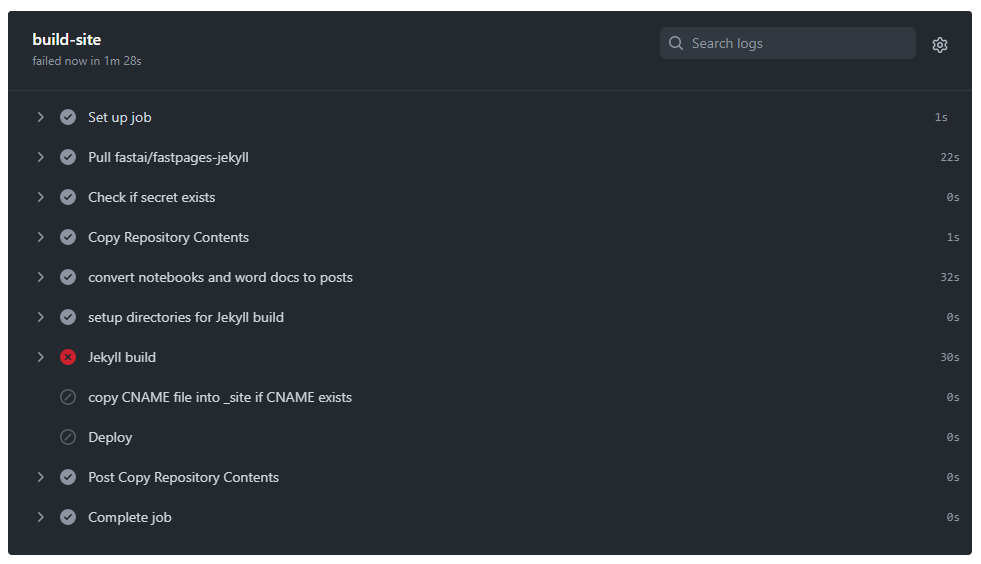 build-site
failed now in 1m 28s
Search logs
Set up job 1s
Pull fastai/fastpages-jekyll 22s
Check if secret exists 0s
Copy Repository Contents 1s
convert notebooks and word docs to posts 32s
setup directories for Jekyll build 0s
Jekyll build 30s
copy CNAME file into _site if CNAME exists 0s
Deploy 0s
Post Copy Repository Contents 0s
Complete job 0s